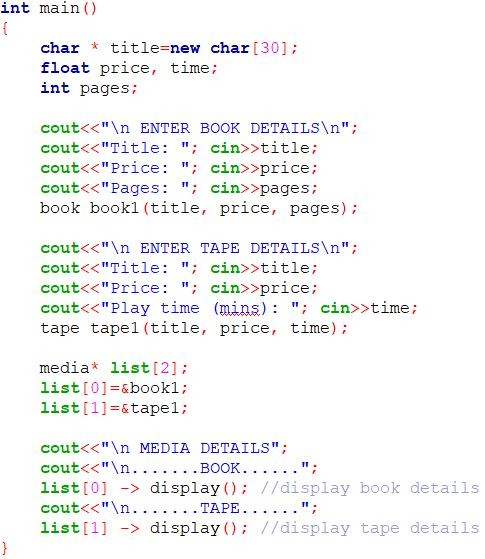 int main()
{
char * title=new char[30];
float price, time;
int pages;
cout<<"\n ENTER BOOK DETAILS\n";
cout<<"Title: "; cin>>title;
cout<<"Price: "; cin>>price;
cout<<"Pages: "; cin>>pages;
book book1(title, price, pages);
cout<<"\n ENTER TAPE DETAILS\n";
cout<<"Title: "; cin>>title;
cout<<"Price: "; cin>>price;
cout<<"Play time (mins): "; cin>>time;
tape tape1(title, price, time);
media* list[2];
list[0]=&book1;
list[1]=&tape1;
cout<<"\n MEDIA DETAILS";
cout<<"\n.......BOOK......";
list[0] -> display(); //display book details
cout<<"\n.......TAPE......";
list[1] -> display(); //display tape details
}